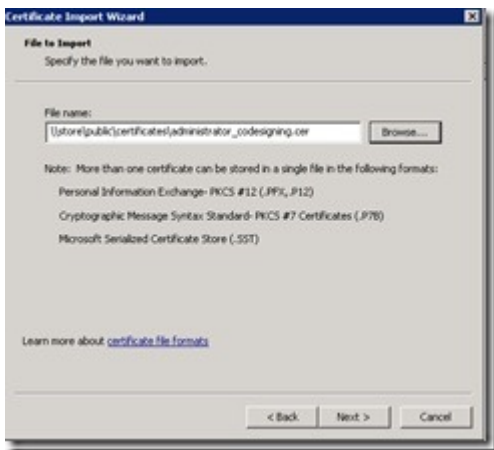 Certificate Import Wizard
File to Import
Specify the file you want to import.
File name:
\\store\public\certificates\administrator_codesigning.cer
Browse...
Note: More than one certificate can be stored in a single file in the following formats:
Personal Information Exchange- PKCS #12 (.PFX,.P12)
Cryptographic Message Syntax Standard- PKCS #7 Certificates (.P7B)
Microsoft Serialized Certificate Store (.SST)
Learn more about certificate file formats
< Back Next > Cancel